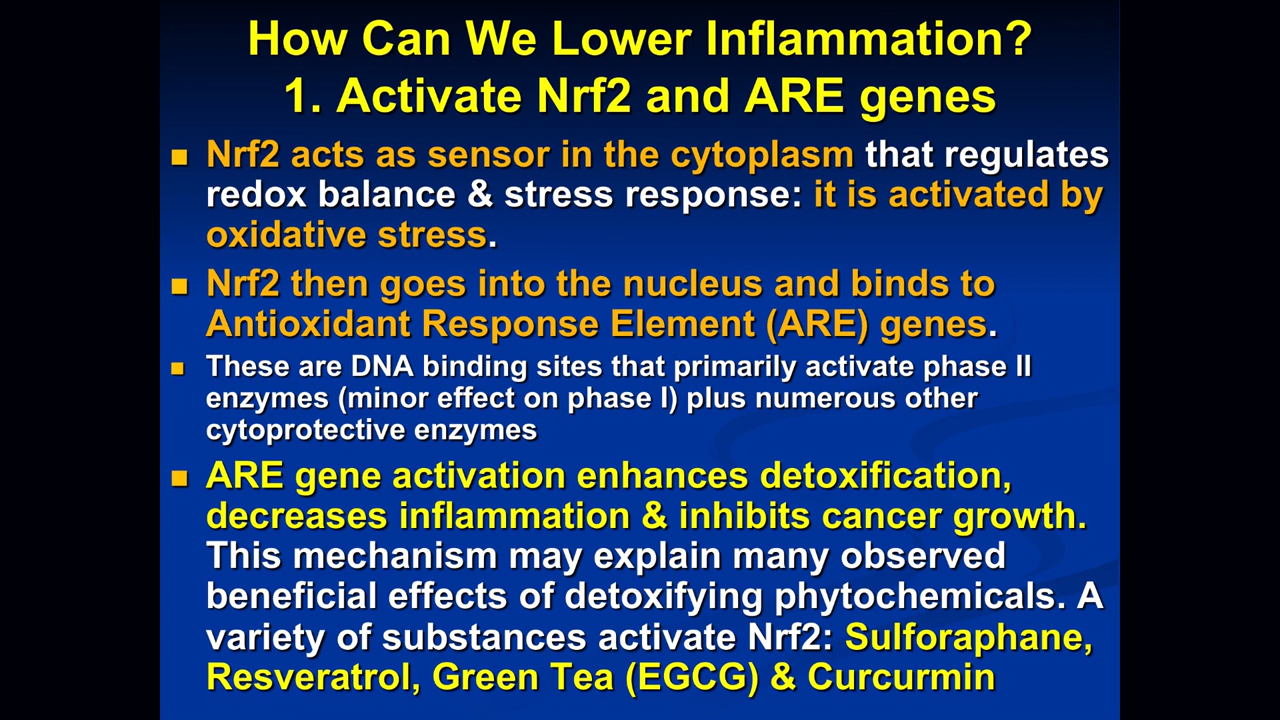 How Can We Lower Inflammation?
1. Activate Nrf2 and ARE genes
Nrf2 acts as sensor in the cytoplasm that regulates
redox balance & stress response: it is activated by
oxidative stress.
Nrf2 then goes into the nucleus and binds to
Antioxidant Response Element (ARE) genes.
These are DNA binding sites that primarily activate phase II
enzymes (minor effect on phase I) plus numerous other
cytoprotective enzymes
ARE gene activation enhances detoxification,
decreases inflammation & inhibits cancer growth.
This mechanism may explain many observed
beneficial effects of detoxifying phytochemicals. A
variety of substances activate Nrf2: Sulforaphane,
Resveratrol, Green Tea (EGCG) & Curcurmin